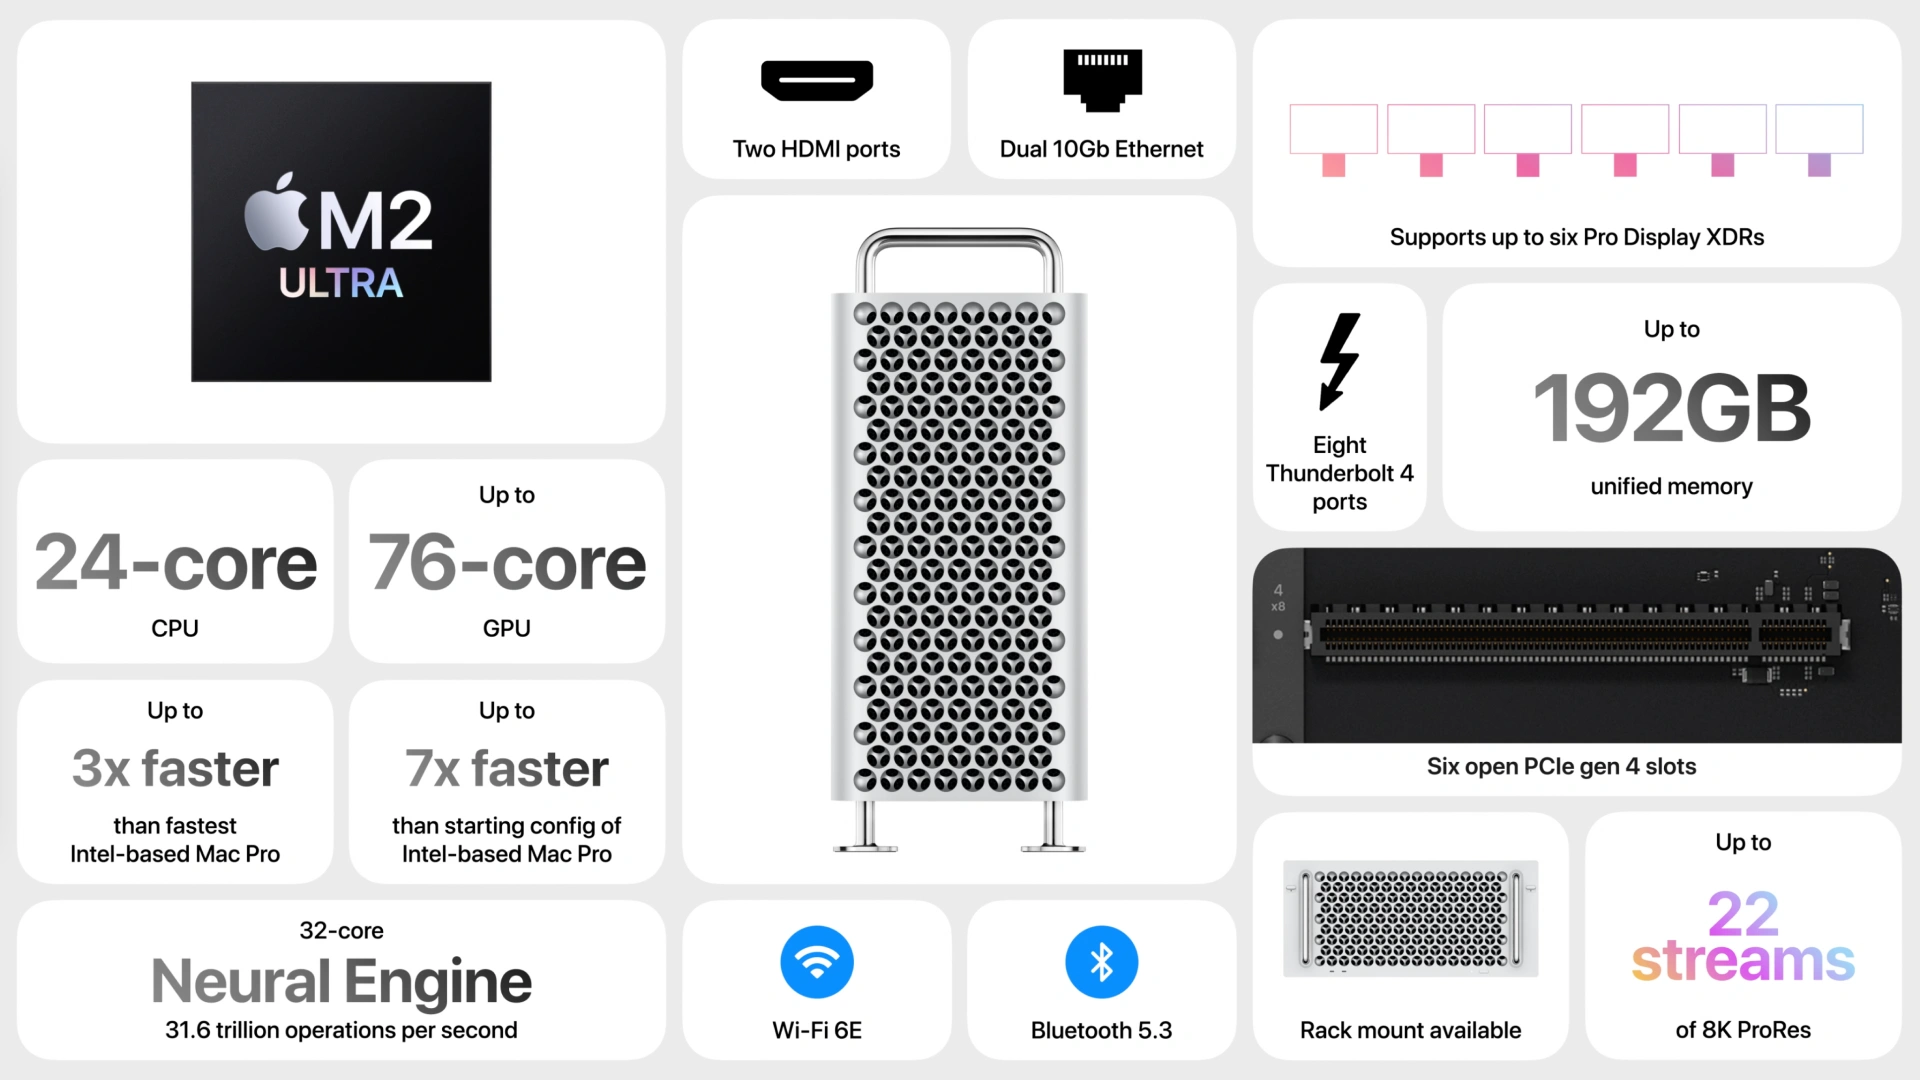 M2
ULTRA
24-core
CPU
Up to
76-core
GPU
Up to
3x faster
than fastest
Intel-based Mac Pro
Up to
7x faster
than starting config of
Intel-based Mac Pro
32-core
Neural Engine
31.6 trillion operations per second
Two HDMI ports
Dual 10Gb Ethernet
Wi-Fi 6E
Bluetooth 5.3
Supports up to six Pro Display XDRs
Eight
Thunderbolt 4
ports
Up to
192GB
unified memory
4
x8
Six open PCIe gen 4 slots
Rack mount available
Up to
22
streams
of 8K ProRes